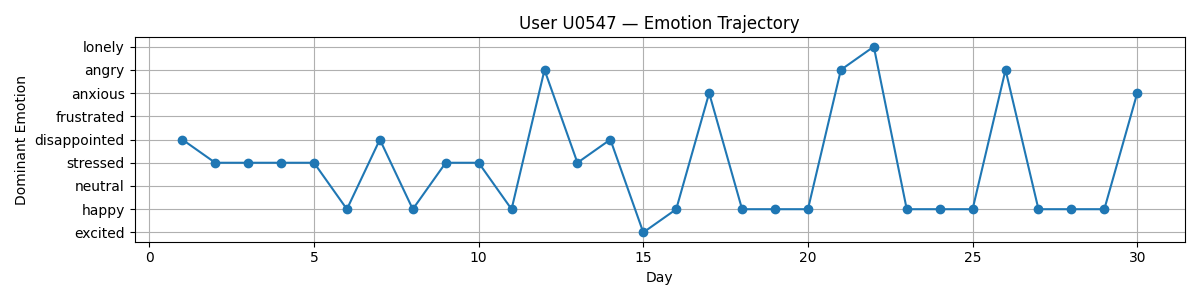 User U0547 — Emotion Trajectory
Dominant Emotion
lonely
angry
anxious
frustrated
disappointed
stressed
neutral
happy
excited
0 5 10 15 20 25 30
Day